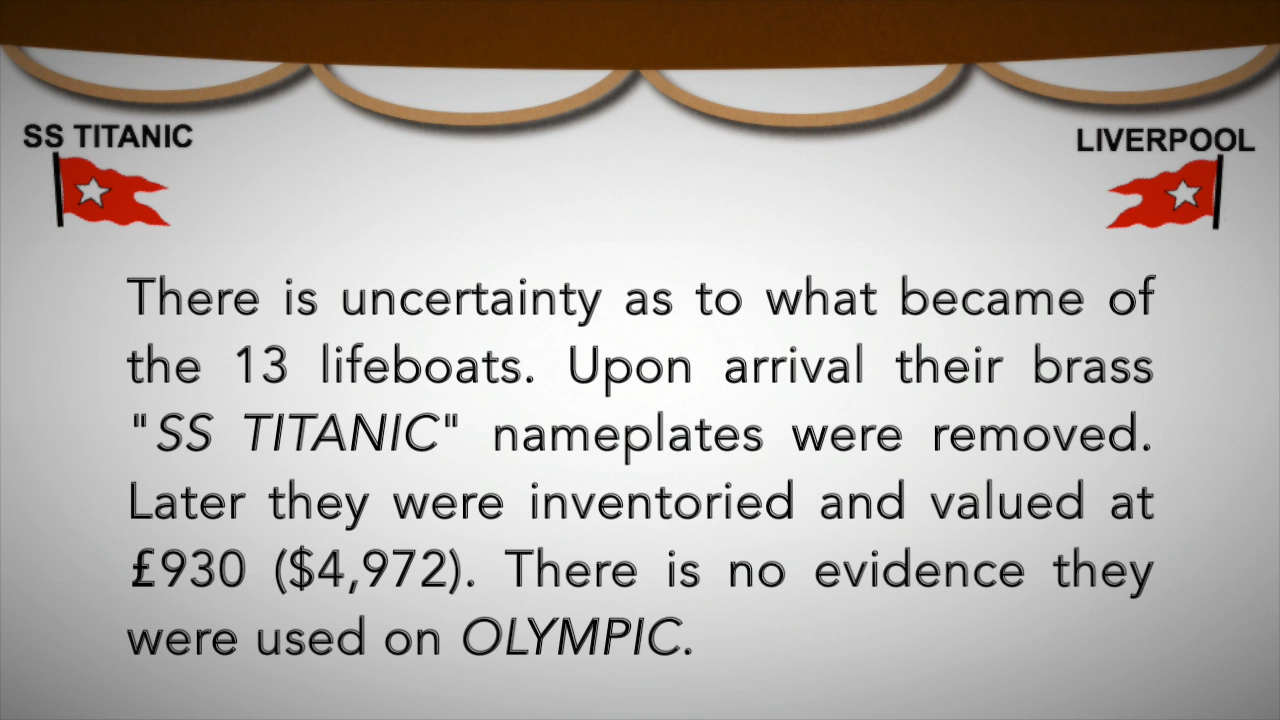 SS TITANIC
LIVERPOOL
There is uncertainty as to what became of
the 13 lifeboats. Upon arrival their brass
"SS TITANIC" nameplates were removed.
Later they were inventoried and valued at
£930 ($4,972). There is no evidence they
were used on OLYMPIC.